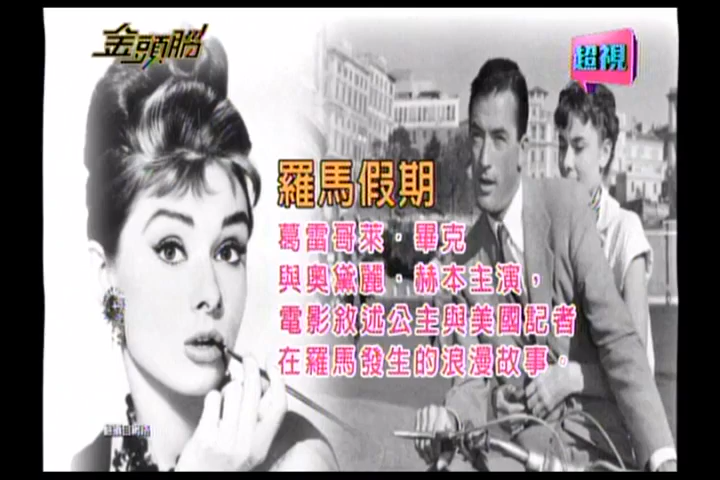 金頭腦
超視
羅馬假期
葛雷哥萊．畢克
與奧黛麗．赫本主演，
電影敘述公主與美國記者
在羅馬發生的浪漫故事。